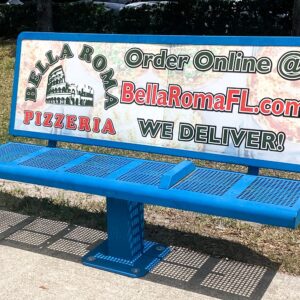 BELLA ROMA
PIZZERIA
Order Online @
BellaRomaFL.com
WE DELIVER!